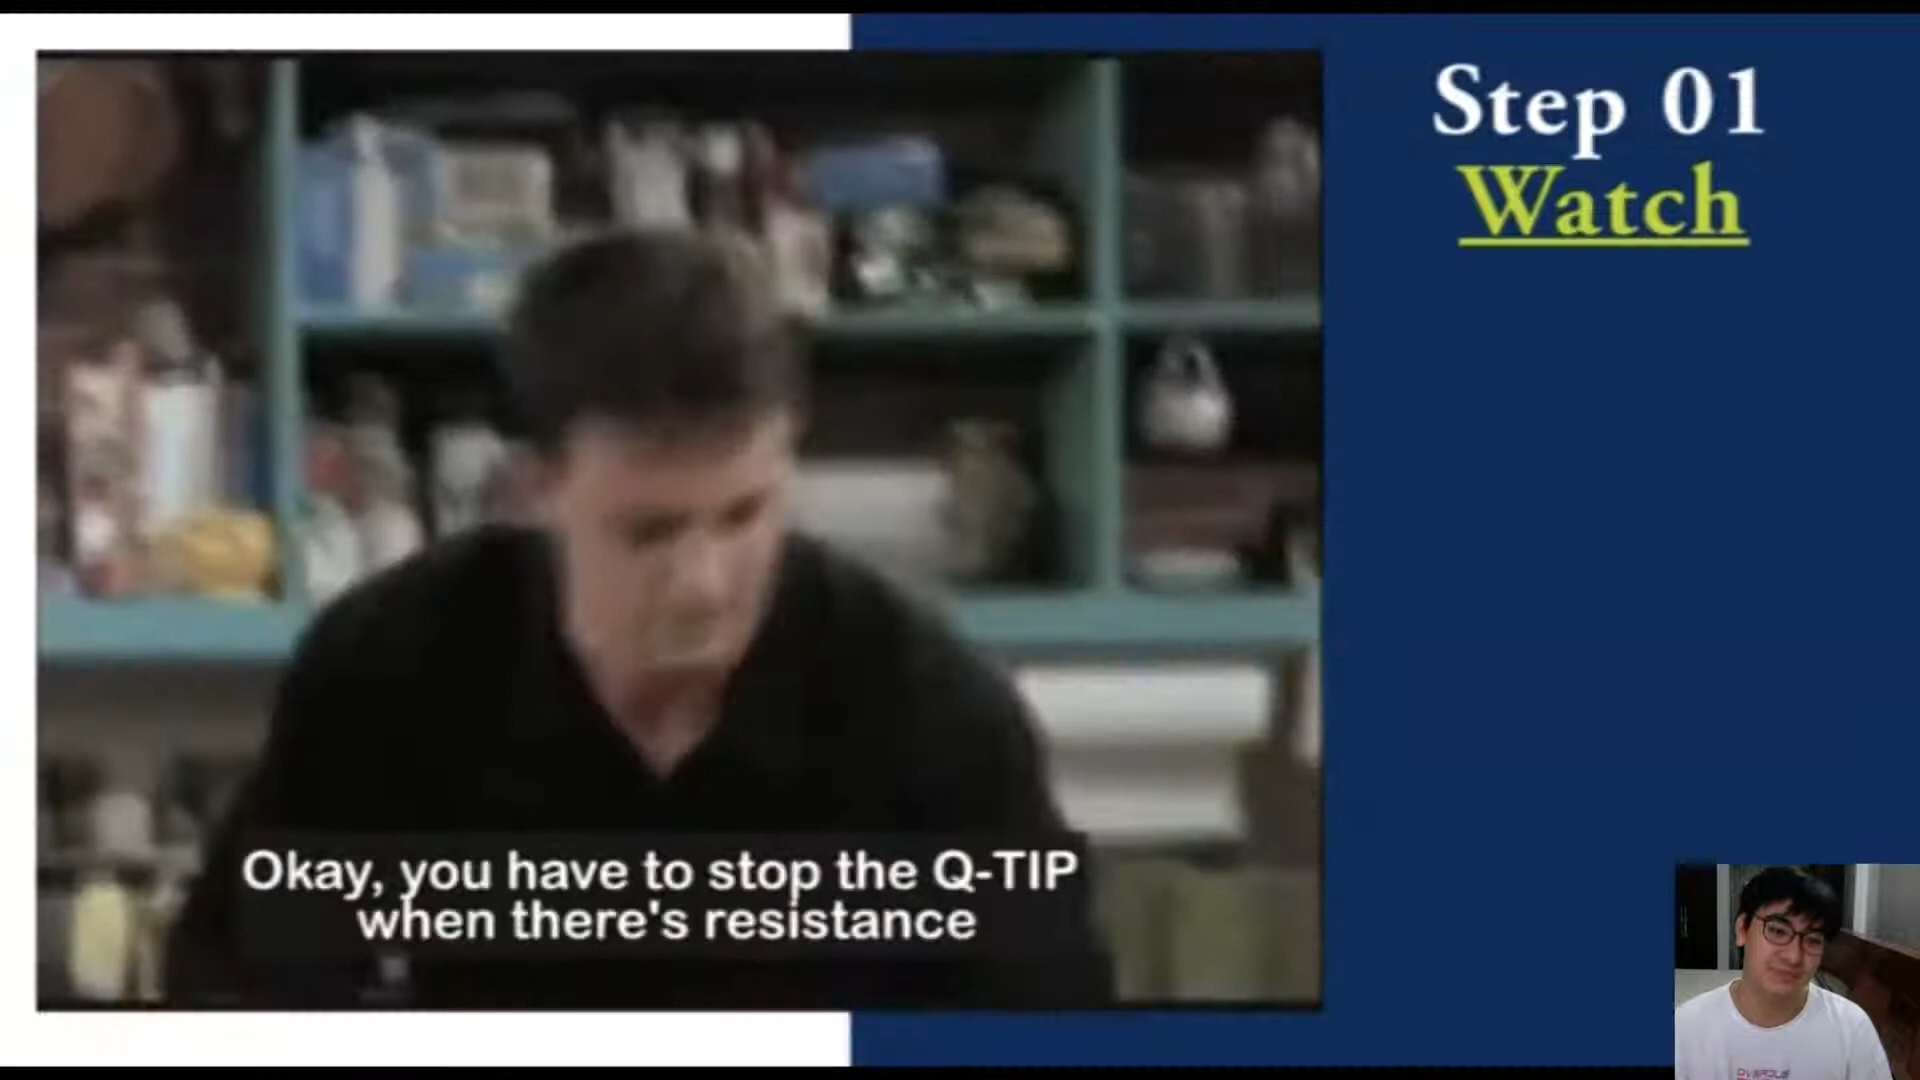 Step 01
Watch
Okay, you have to stop the Q-TIP
when there's resistance